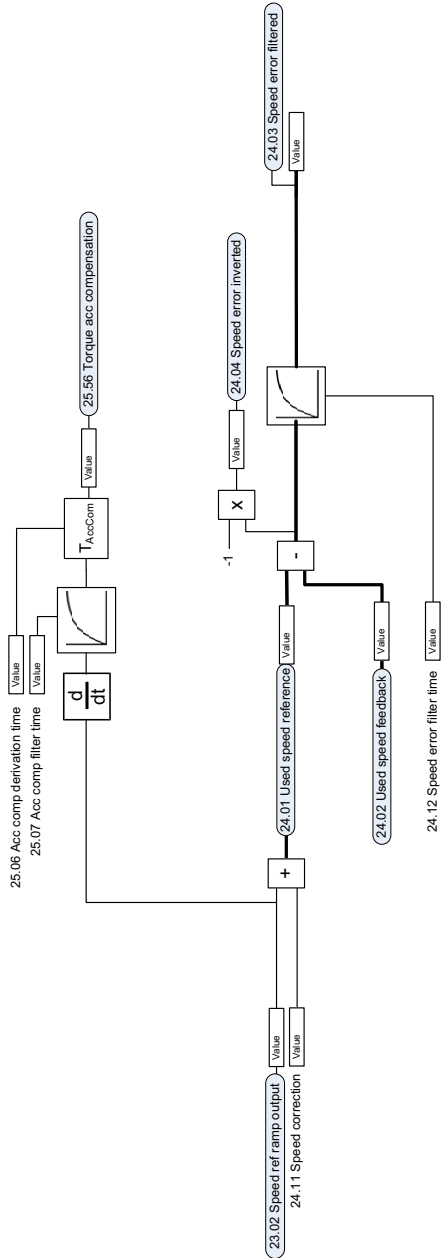 25.06 Acc comp derivation time
Value
25.07 Acc comp filter time
Value
d
dt
TAccCom
Value
25.56 Torque acc compensation
23.02 Speed ref ramp output
Value
24.11 Speed correction
Value
+
24.01 Used speed reference
Value
24.02 Used speed feedback
Value
-
-1
X
Value
24.04 Speed error inverted
24.12 Speed error filter time
Value
24.03 Speed error filtered
Value